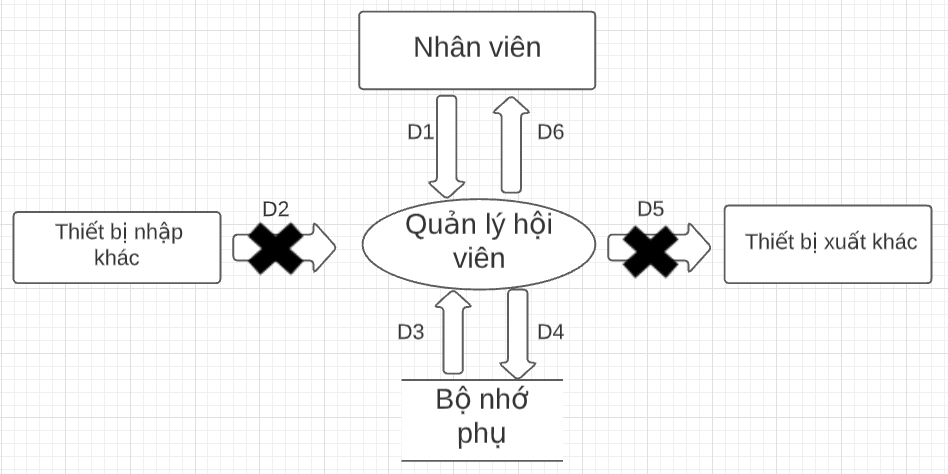 Nhân viên
D1
D6
D2
D5
Thiết bị nhập
khác
Quản lý hội
viên
Thiết bị xuất khác
D3
D4
Bộ nhớ
phụ